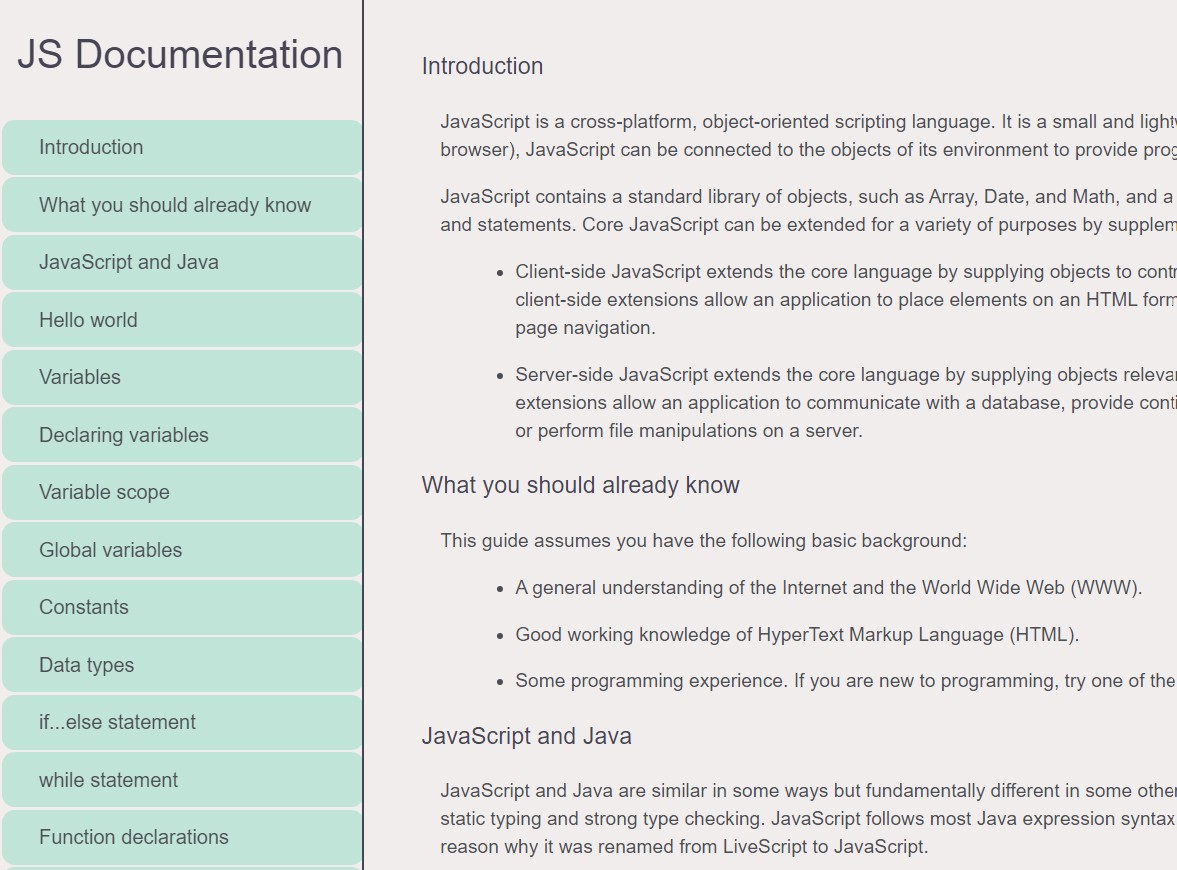 JS Documentation
Introduction
What you should already know
JavaScript and Java
Hello world
Variables
Declaring variables
Variable scope
Global variables
Constants
Data types
if...else statement
while statement
Function declarations
Introduction
JavaScript is a cross-platform, object-oriented scripting language. It is a small and
browser), JavaScript can be connected to the objects of its environment to provide
JavaScript contains a standard library of objects, such as Array, Date, and Math, and a
and statements. Core JavaScript can be extended for a variety of purposes by
• Client-side JavaScript extends the core language by supplying objects to
client-side extensions allow an application to place elements on an HTML
page navigation.
• Server-side JavaScript extends the core language by supplying objects
extensions allow an application to communicate with a database, provide
or perform file manipulations on a server.
What you should already know
This guide assumes you have the following basic background:
• A general understanding of the Internet and the World Wide Web (WWW).
• Good working knowledge of HyperText Markup Language (HTML).
• Some programming experience. If you are new to programming, try one of the
JavaScript and Java
JavaScript and Java are similar in some ways but fundamentally different in some
static typing and strong type checking. JavaScript follows most Java expression syntax
reason why it was renamed from LiveScript to JavaScript.